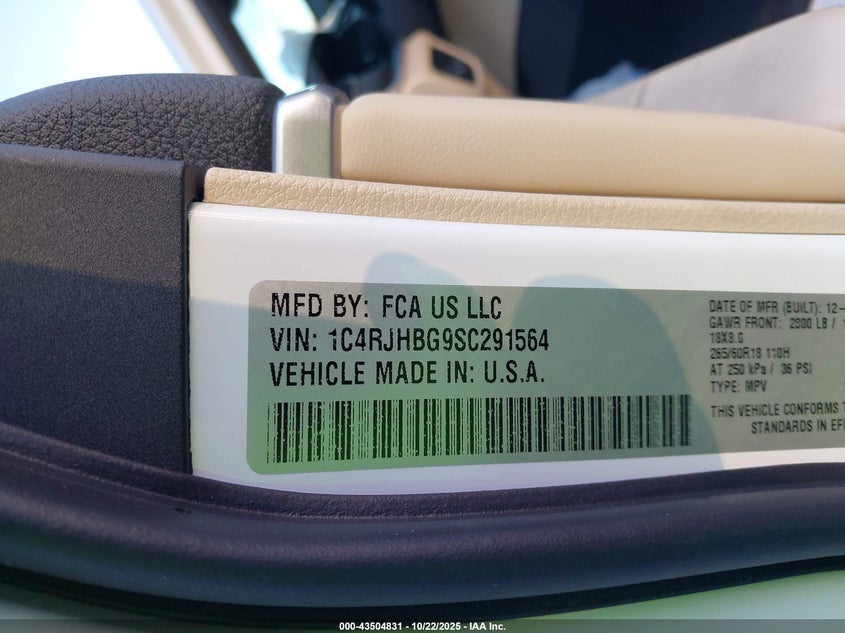 MFD BY: FCA US LLC
VIN: 1C4RJHBG9SC291564
VEHICLE MADE IN: U.S.A.
DATE OF MFR (BUILT): 12-
GAWR FRONT: 2800 LB /
18X8.0
265/60R18 110H
AT 250 kPa / 36 PSI
TYPE: MPV
THIS VEHICLE CONFORMS
STANDARDS IN
000-43504831 - 10/22/2025 - IAA Inc.